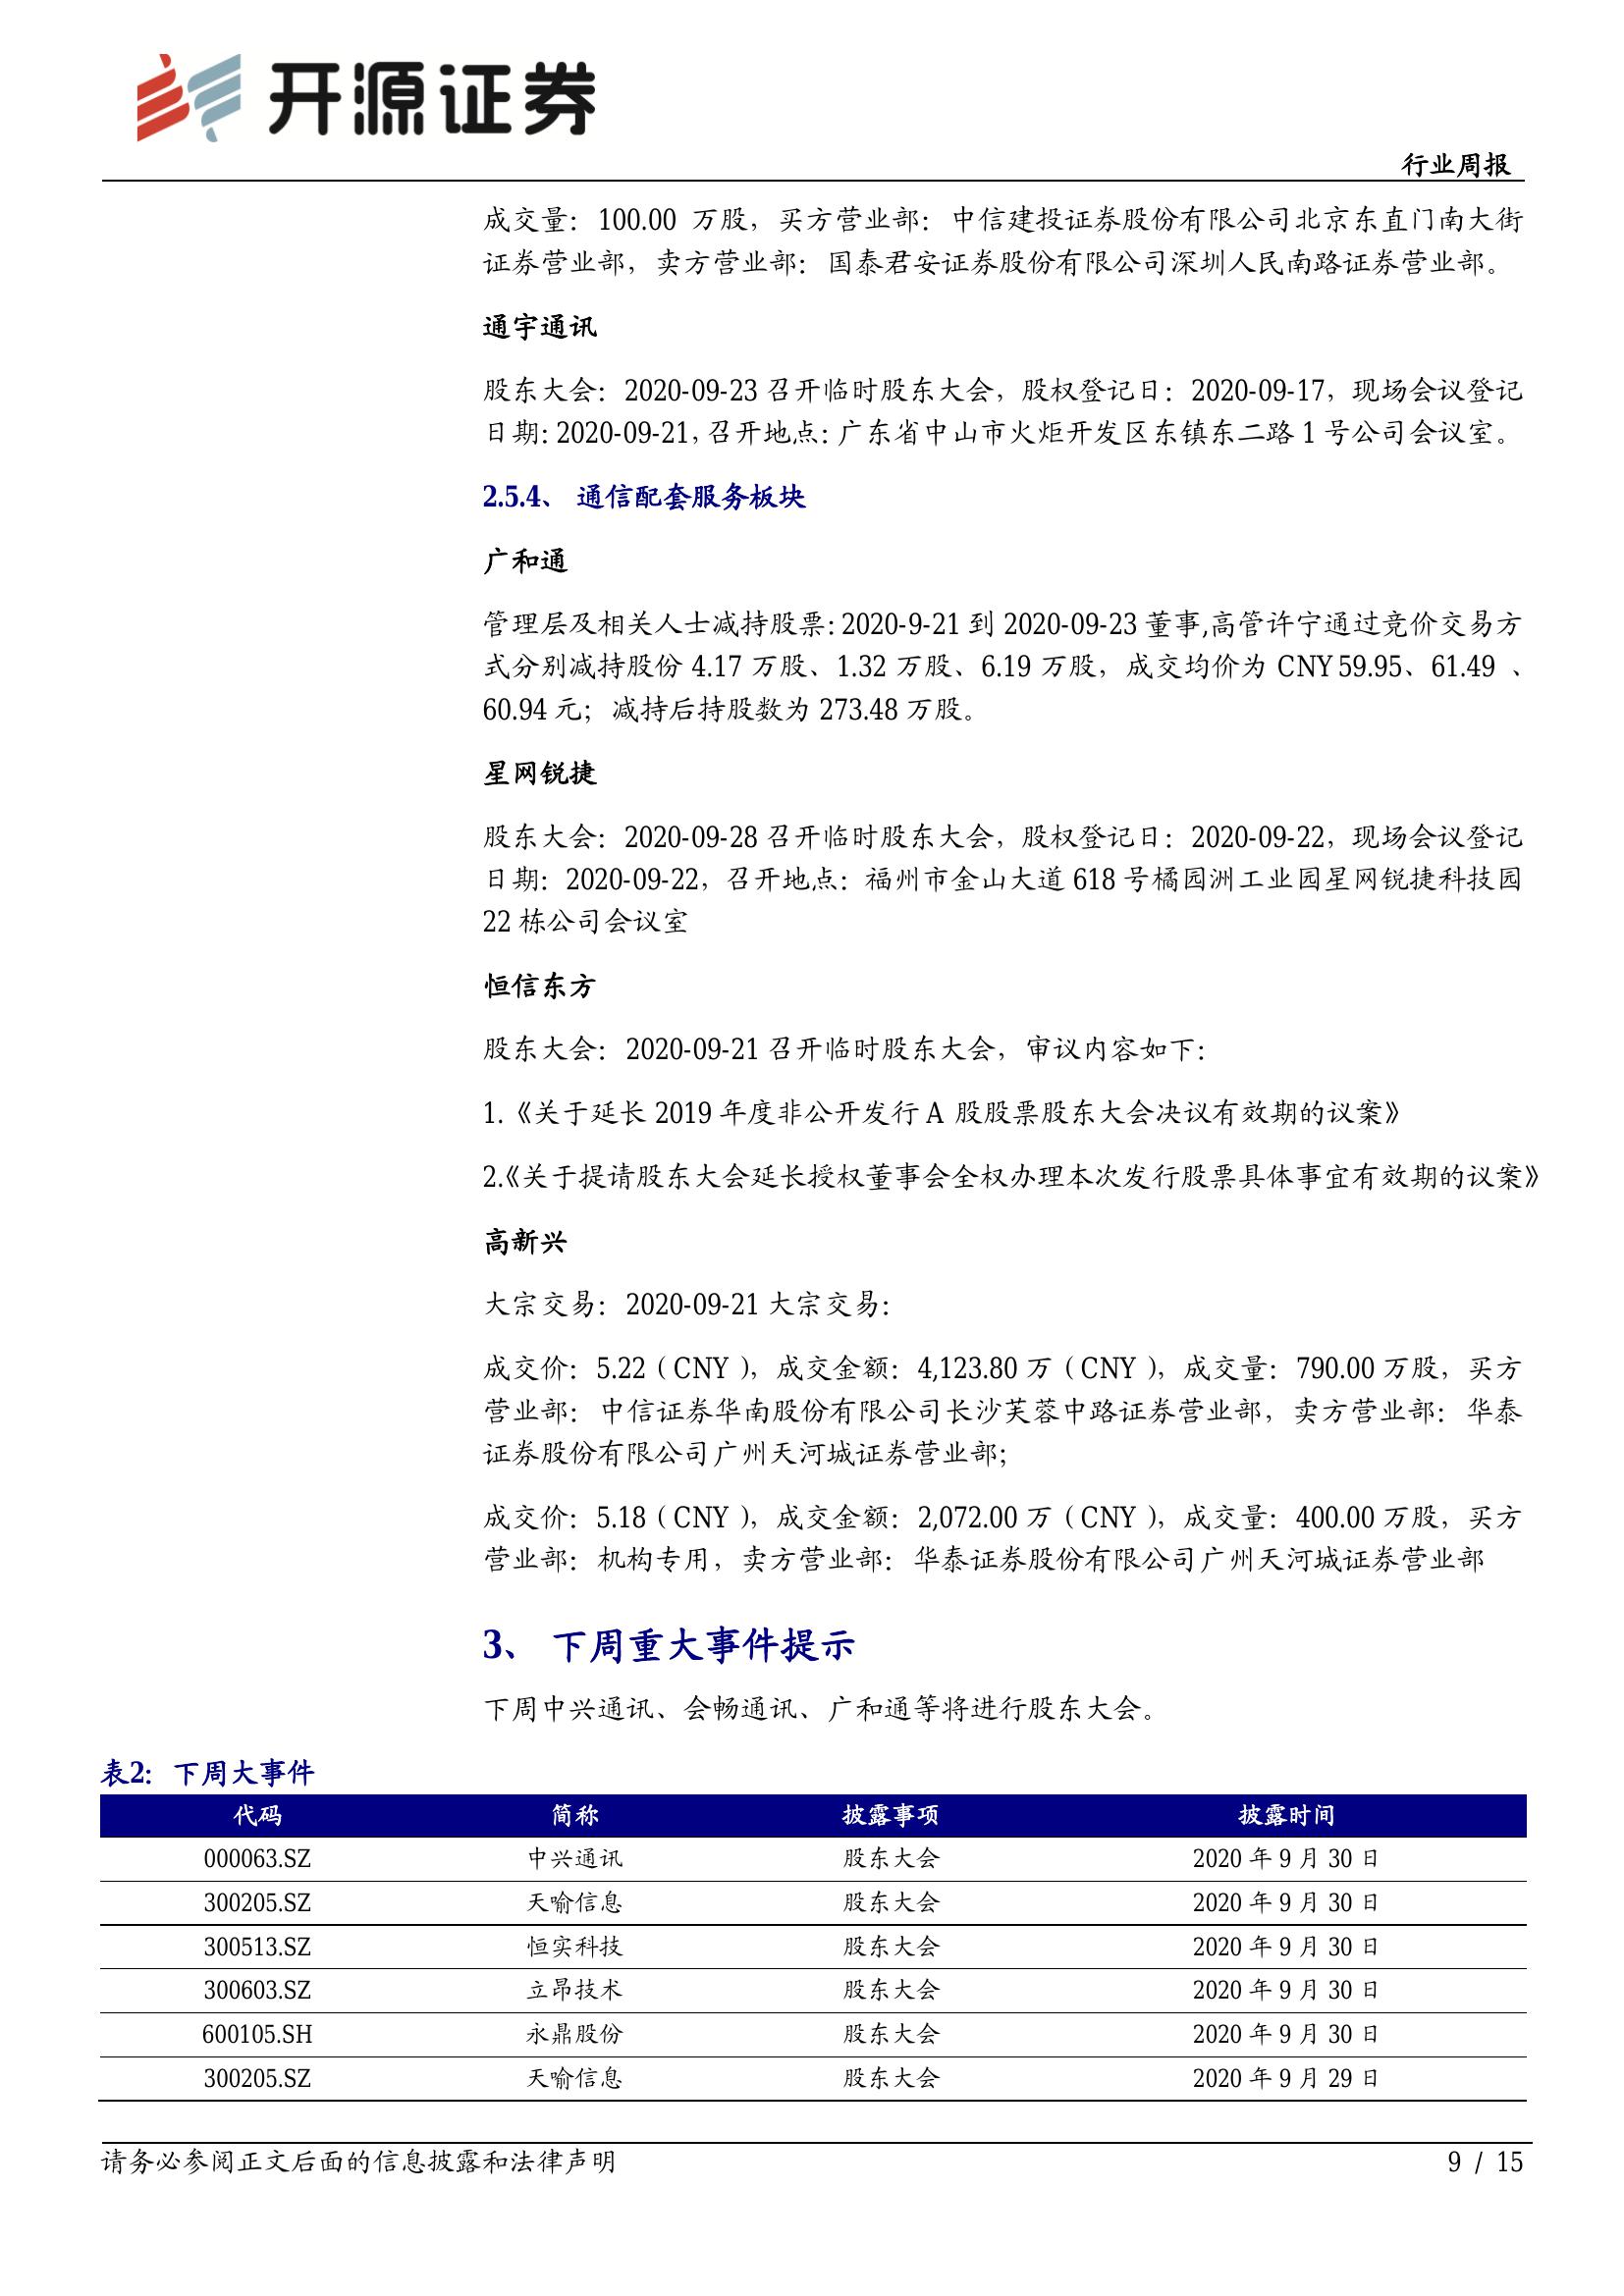 开源证券
行业周报
成交量：100.00 万股，买方营业部：中信建投证券股份有限公司北京东直门南大街
证券营业部，卖方营业部：国泰君安证券股份有限公司深圳人民南路证券营业部。
通宇通讯
股东大会：2020-09-23 召开临时股东大会，股权登记日：2020-09-17，现场会议登记
日期：2020-09-21，召开地点：广东省中山市火炬开发区东镇东二路 1 号公司会议室。
2.5.4、 通信配套服务板块
广和通
管理层及相关人士减持股票：2020-9-21 到 2020-09-23 董事,高管许宁通过竞价交易方
式分别减持股份 4.17 万股、1.32 万股、6.19 万股，成交均价为 CNY 59.95、61.49 、
60.94 元；减持后持股数为 273.48 万股。
星网锐捷
股东大会：2020-09-28 召开临时股东大会，股权登记日：2020-09-22，现场会议登记
日期：2020-09-22，召开地点：福州市金山大道 618 号橘园洲工业园星网锐捷科技园
22 栋公司会议室
恒信东方
股东大会：2020-09-21 召开临时股东大会，审议内容如下：
1.《关于延长 2019 年度非公开发行 A 股股票股东大会决议有效期的议案》
2.《关于提请股东大会延长授权董事会全权办理本次发行股票具体事宜有效期的议案》
高新兴
大宗交易：2020-09-21 大宗交易：
成交价：5.22（CNY ），成交金额：4,123.80 万（CNY ），成交量：790.00 万股，买方
营业部：中信证券华南股份有限公司长沙芙蓉中路证券营业部，卖方营业部：华泰
证券股份有限公司广州天河城证券营业部；
成交价：5.18（CNY ），成交金额：2,072.00 万（CNY ），成交量：400.00 万股，买方
营业部：机构专用，卖方营业部：华泰证券股份有限公司广州天河城证券营业部
3、 下周重大事件提示
下周中兴通讯、会畅通讯、广和通等将进行股东大会。
表2：下周大事件
代码 简称 披露事项 披露时间
000063.SZ 中兴通讯 股东大会 2020 年 9 月 30 日
300205.SZ 天喻信息 股东大会 2020 年 9 月 30 日
300513.SZ 恒实科技 股东大会 2020 年 9 月 30 日
300603.SZ 立昂技术 股东大会 2020 年 9 月 30 日
600105.SH 永鼎股份 股东大会 2020 年 9 月 30 日
300205.SZ 天喻信息 股东大会 2020 年 9 月 29 日
请务必参阅正文后面的信息披露和法律声明 9 / 15